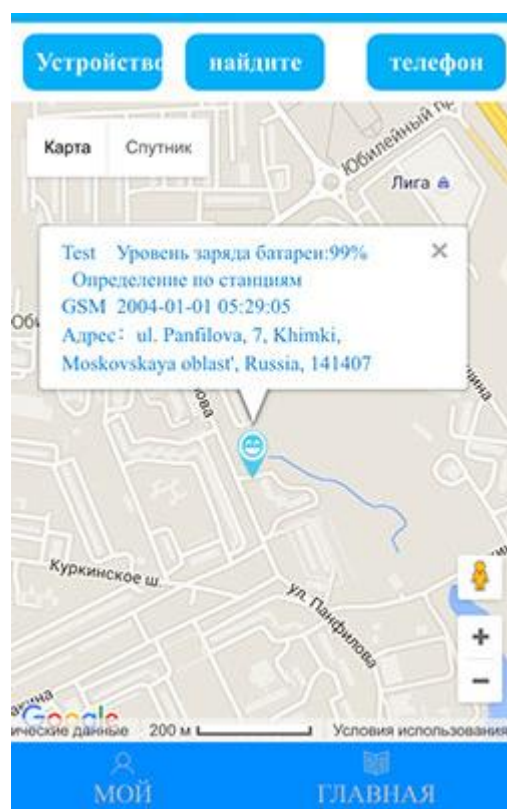 Устройство найдите телефон
Карта Спутник
Юбилейный пр
Лига
Test Уровень заряда батареи:99%
Определение по станциям
GSM 2004-01-01 05:29:05
Адрес: ul. Panfilova, 7, Khimki,
Moskovskaya oblast', Russia, 141407
Куркинское ш.
ул. Панфилова
+
−
Google
ические данные 200 м Условия использования
МОЙ ГЛАВНАЯ